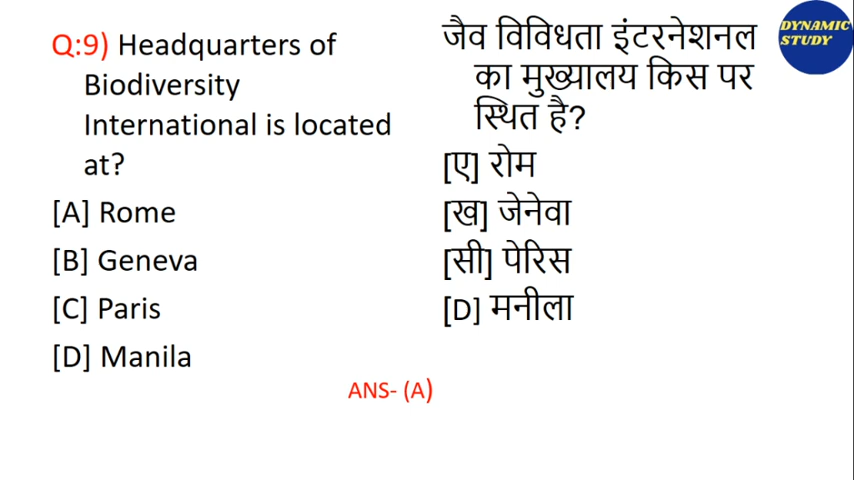 Q:9) Headquarters of
Biodiversity
International is located
at?
[A] Rome
[B] Geneva
[C] Paris
[D] Manila
जैव विविधता इंटरनेशनल
का मुख्यालय किस पर
स्थित है?
[ए] रोम
[ख] जेनेवा
[सी] पेरिस
[D] मनीला
ANS- (A)
DYNAMIC
STUDY